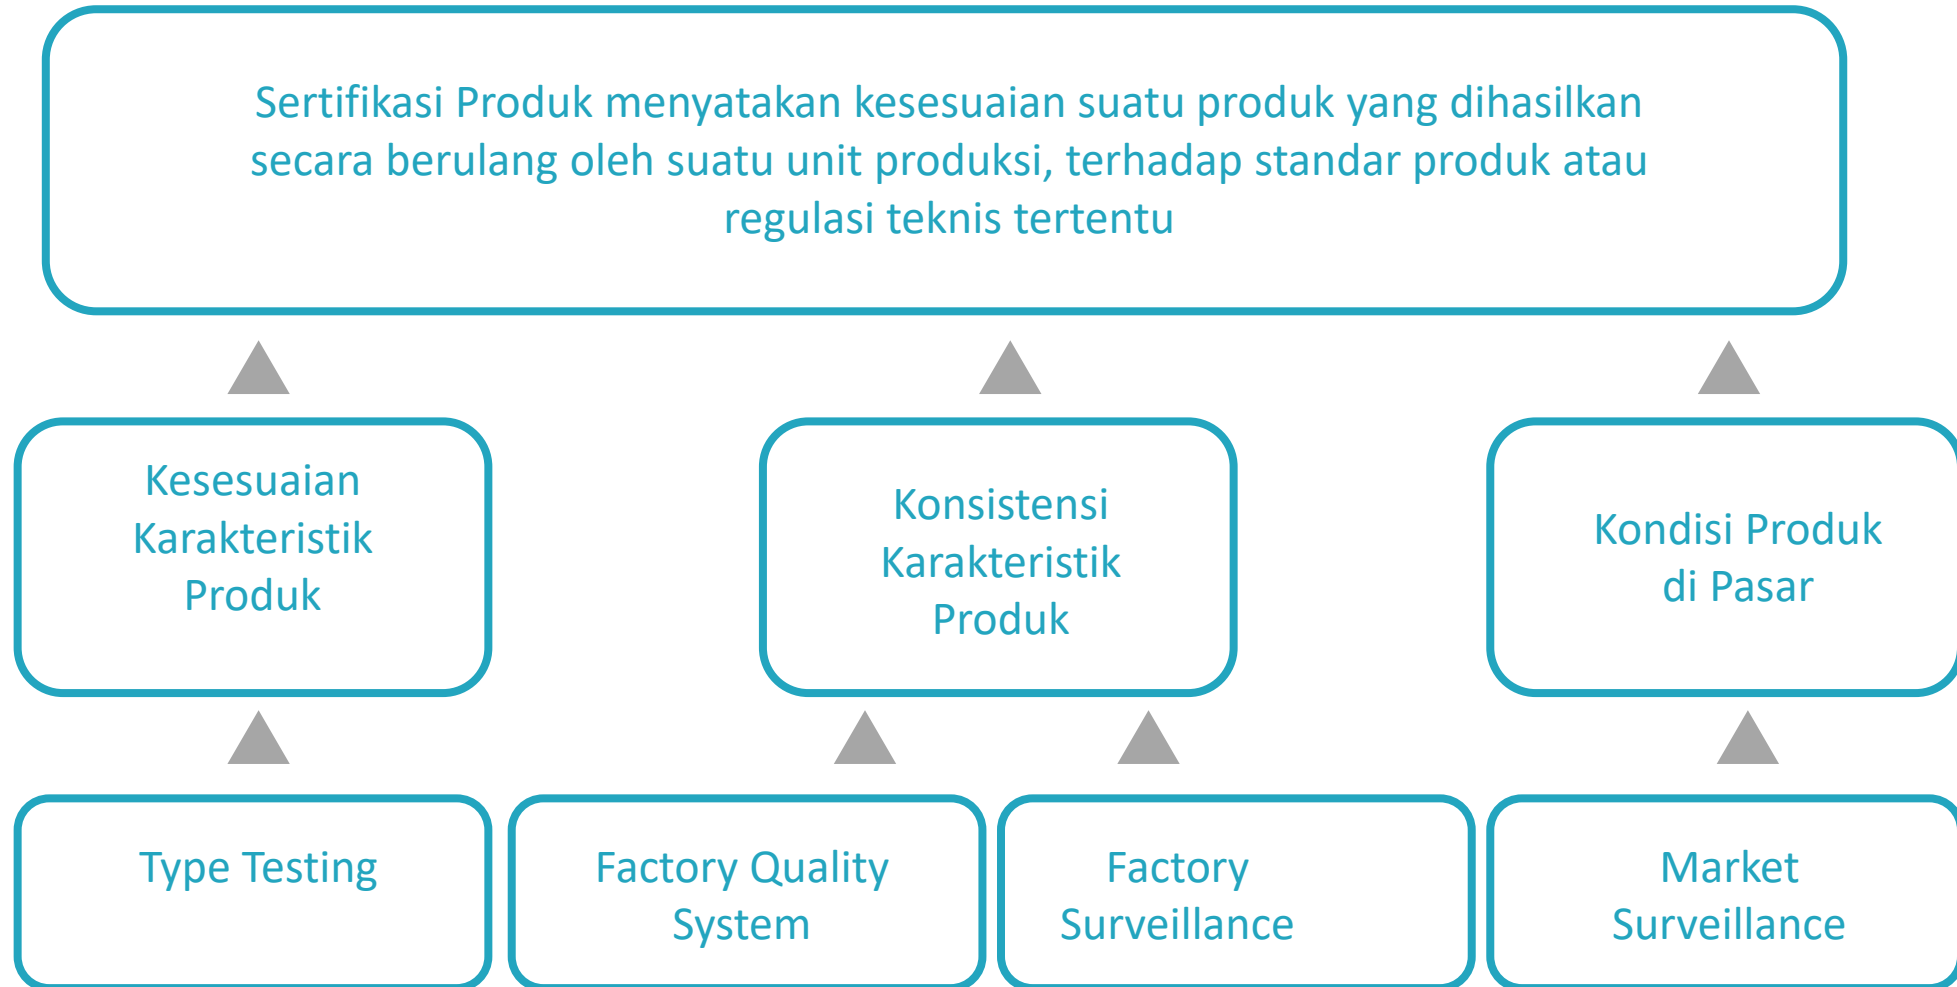 Sertifikasi Produk menyatakan kesesuaian suatu produk yang dihasilkan
secara berulang oleh suatu unit produksi, terhadap standar produk atau
regulasi teknis tertentu
Kesesuaian
Karakteristik
Produk
Konsistensi
Karakteristik
Produk
Kondisi Produk
di Pasar
Type Testing
Factory Quality
System
Factory
Surveillance
Market
Surveillance